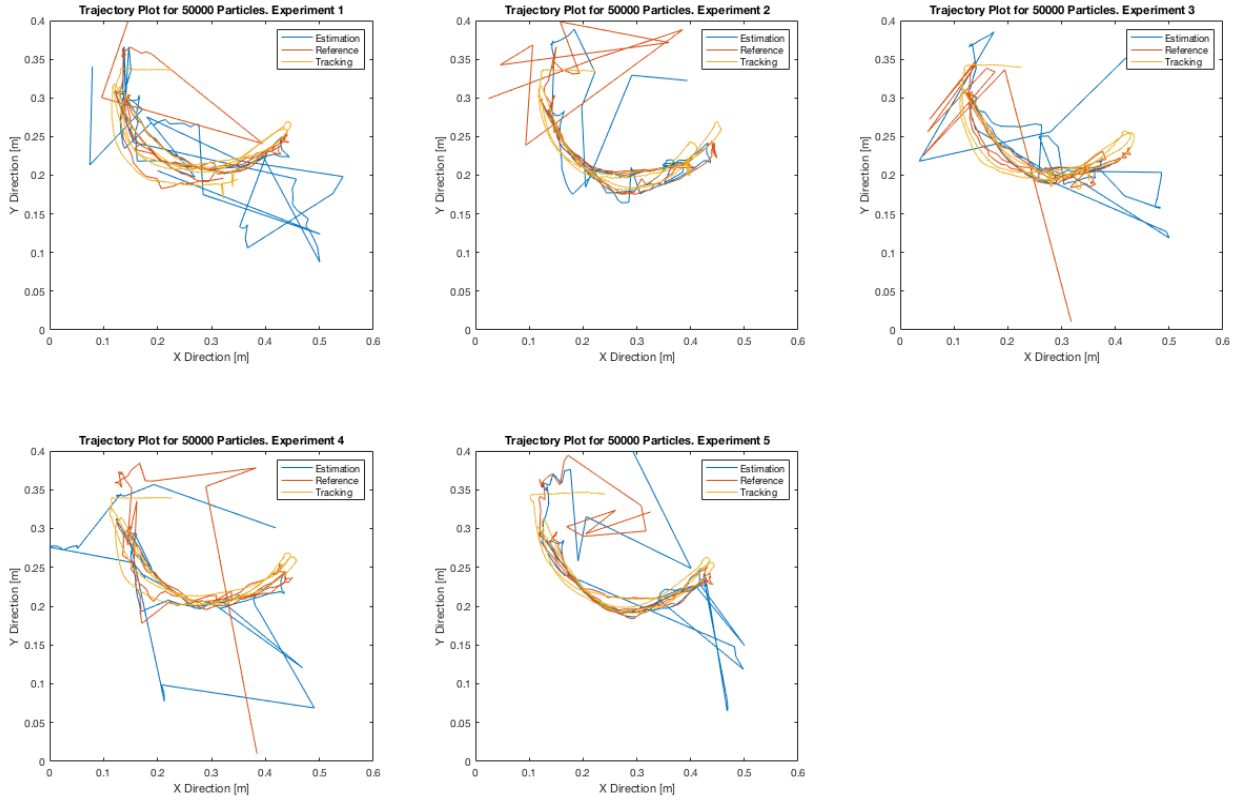 Trajectory Plot for 50000 Particles. Experiment 1
Estimation
Reference
Tracking
Y Direction [m]
0.4
0.35
0.3
0.25
0.2
0.15
0.1
0.05
0
0 0.1 0.2 0.3 0.4 0.5 0.6
X Direction [m]
Trajectory Plot for 50000 Particles. Experiment 2
Estimation
Reference
Tracking
Y Direction [m]
0.4
0.35
0.3
0.25
0.2
0.15
0.1
0.05
0
0 0.1 0.2 0.3 0.4 0.5 0.6
X Direction [m]
Trajectory Plot for 50000 Particles. Experiment 3
Estimation
Reference
Tracking
Y Direction [m]
0.4
0.35
0.3
0.25
0.2
0.15
0.1
0.05
0
0 0.1 0.2 0.3 0.4 0.5 0.6
X Direction [m]
Trajectory Plot for 50000 Particles. Experiment 4
Estimation
Reference
Tracking
Y Direction [m]
0.4
0.35
0.3
0.25
0.2
0.15
0.1
0.05
0
0 0.1 0.2 0.3 0.4 0.5 0.6
X Direction [m]
Trajectory Plot for 50000 Particles. Experiment 5
Estimation
Reference
Tracking
Y Direction [m]
0.4
0.35
0.3
0.25
0.2
0.15
0.1
0.05
0
0 0.1 0.2 0.3 0.4 0.5 0.6
X Direction [m]